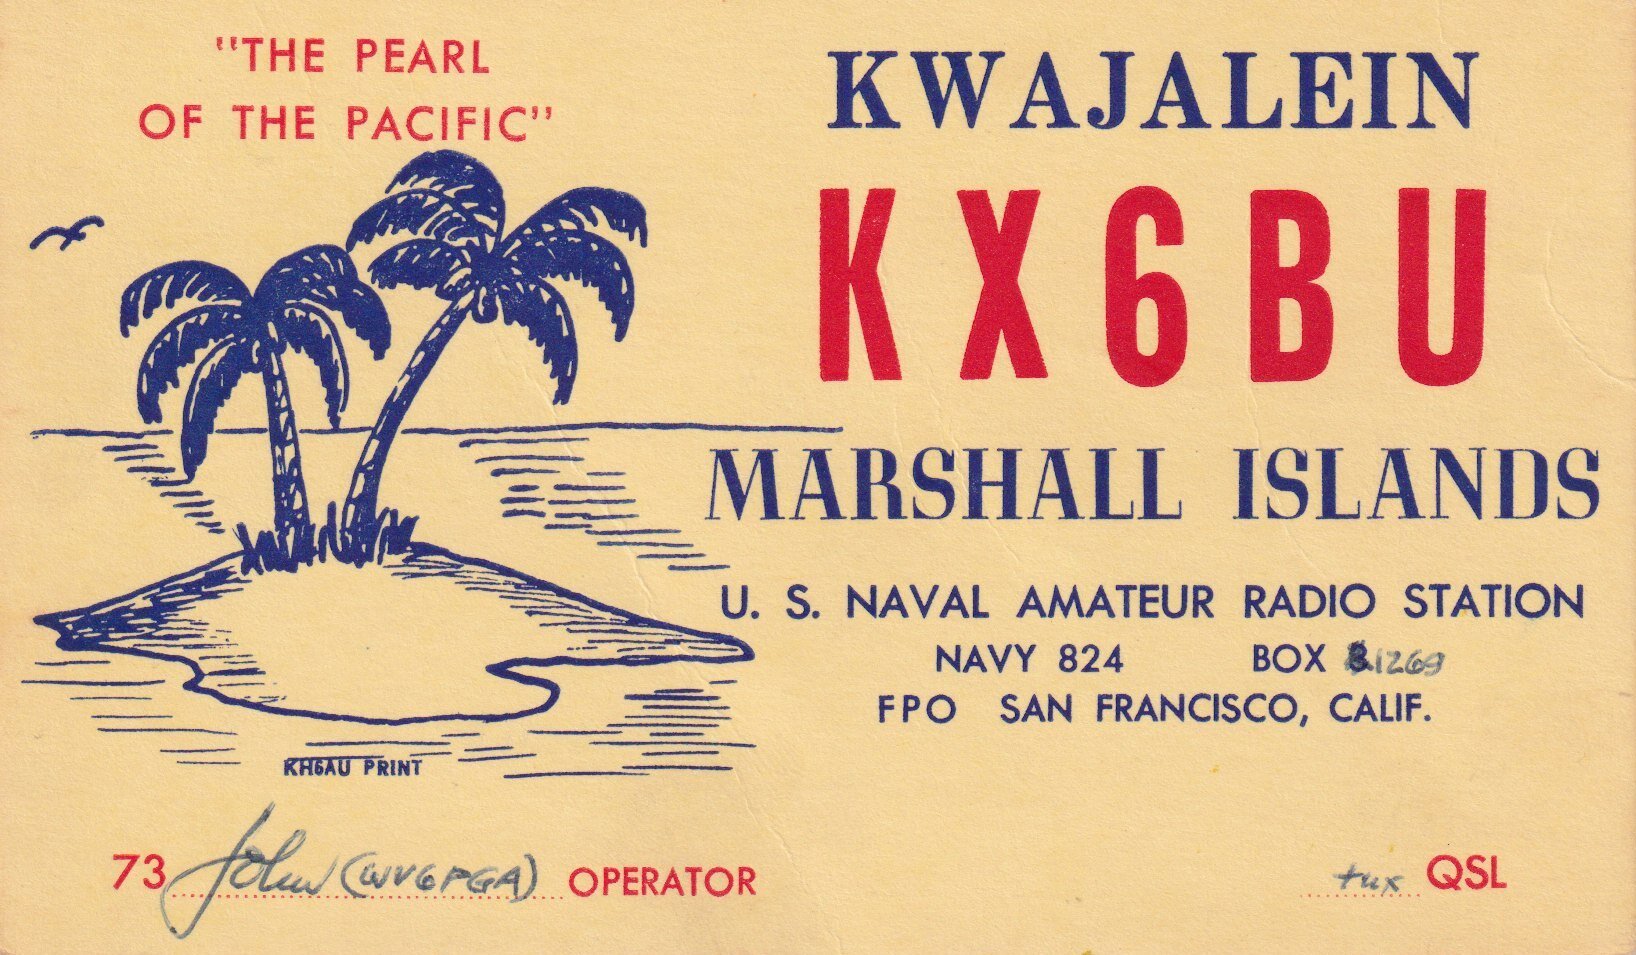 "THE PEARL
OF THE PACIFIC"
KWAJALEIN
KX6BU
MARSHALL ISLANDS
U. S. NAVAL AMATEUR RADIO STATION
NAVY 824 BOX 1269
FPO SAN FRANCISCO, CALIF.
KH6AU PRINT
73 John (WV6PGA) OPERATOR
tnx QSL